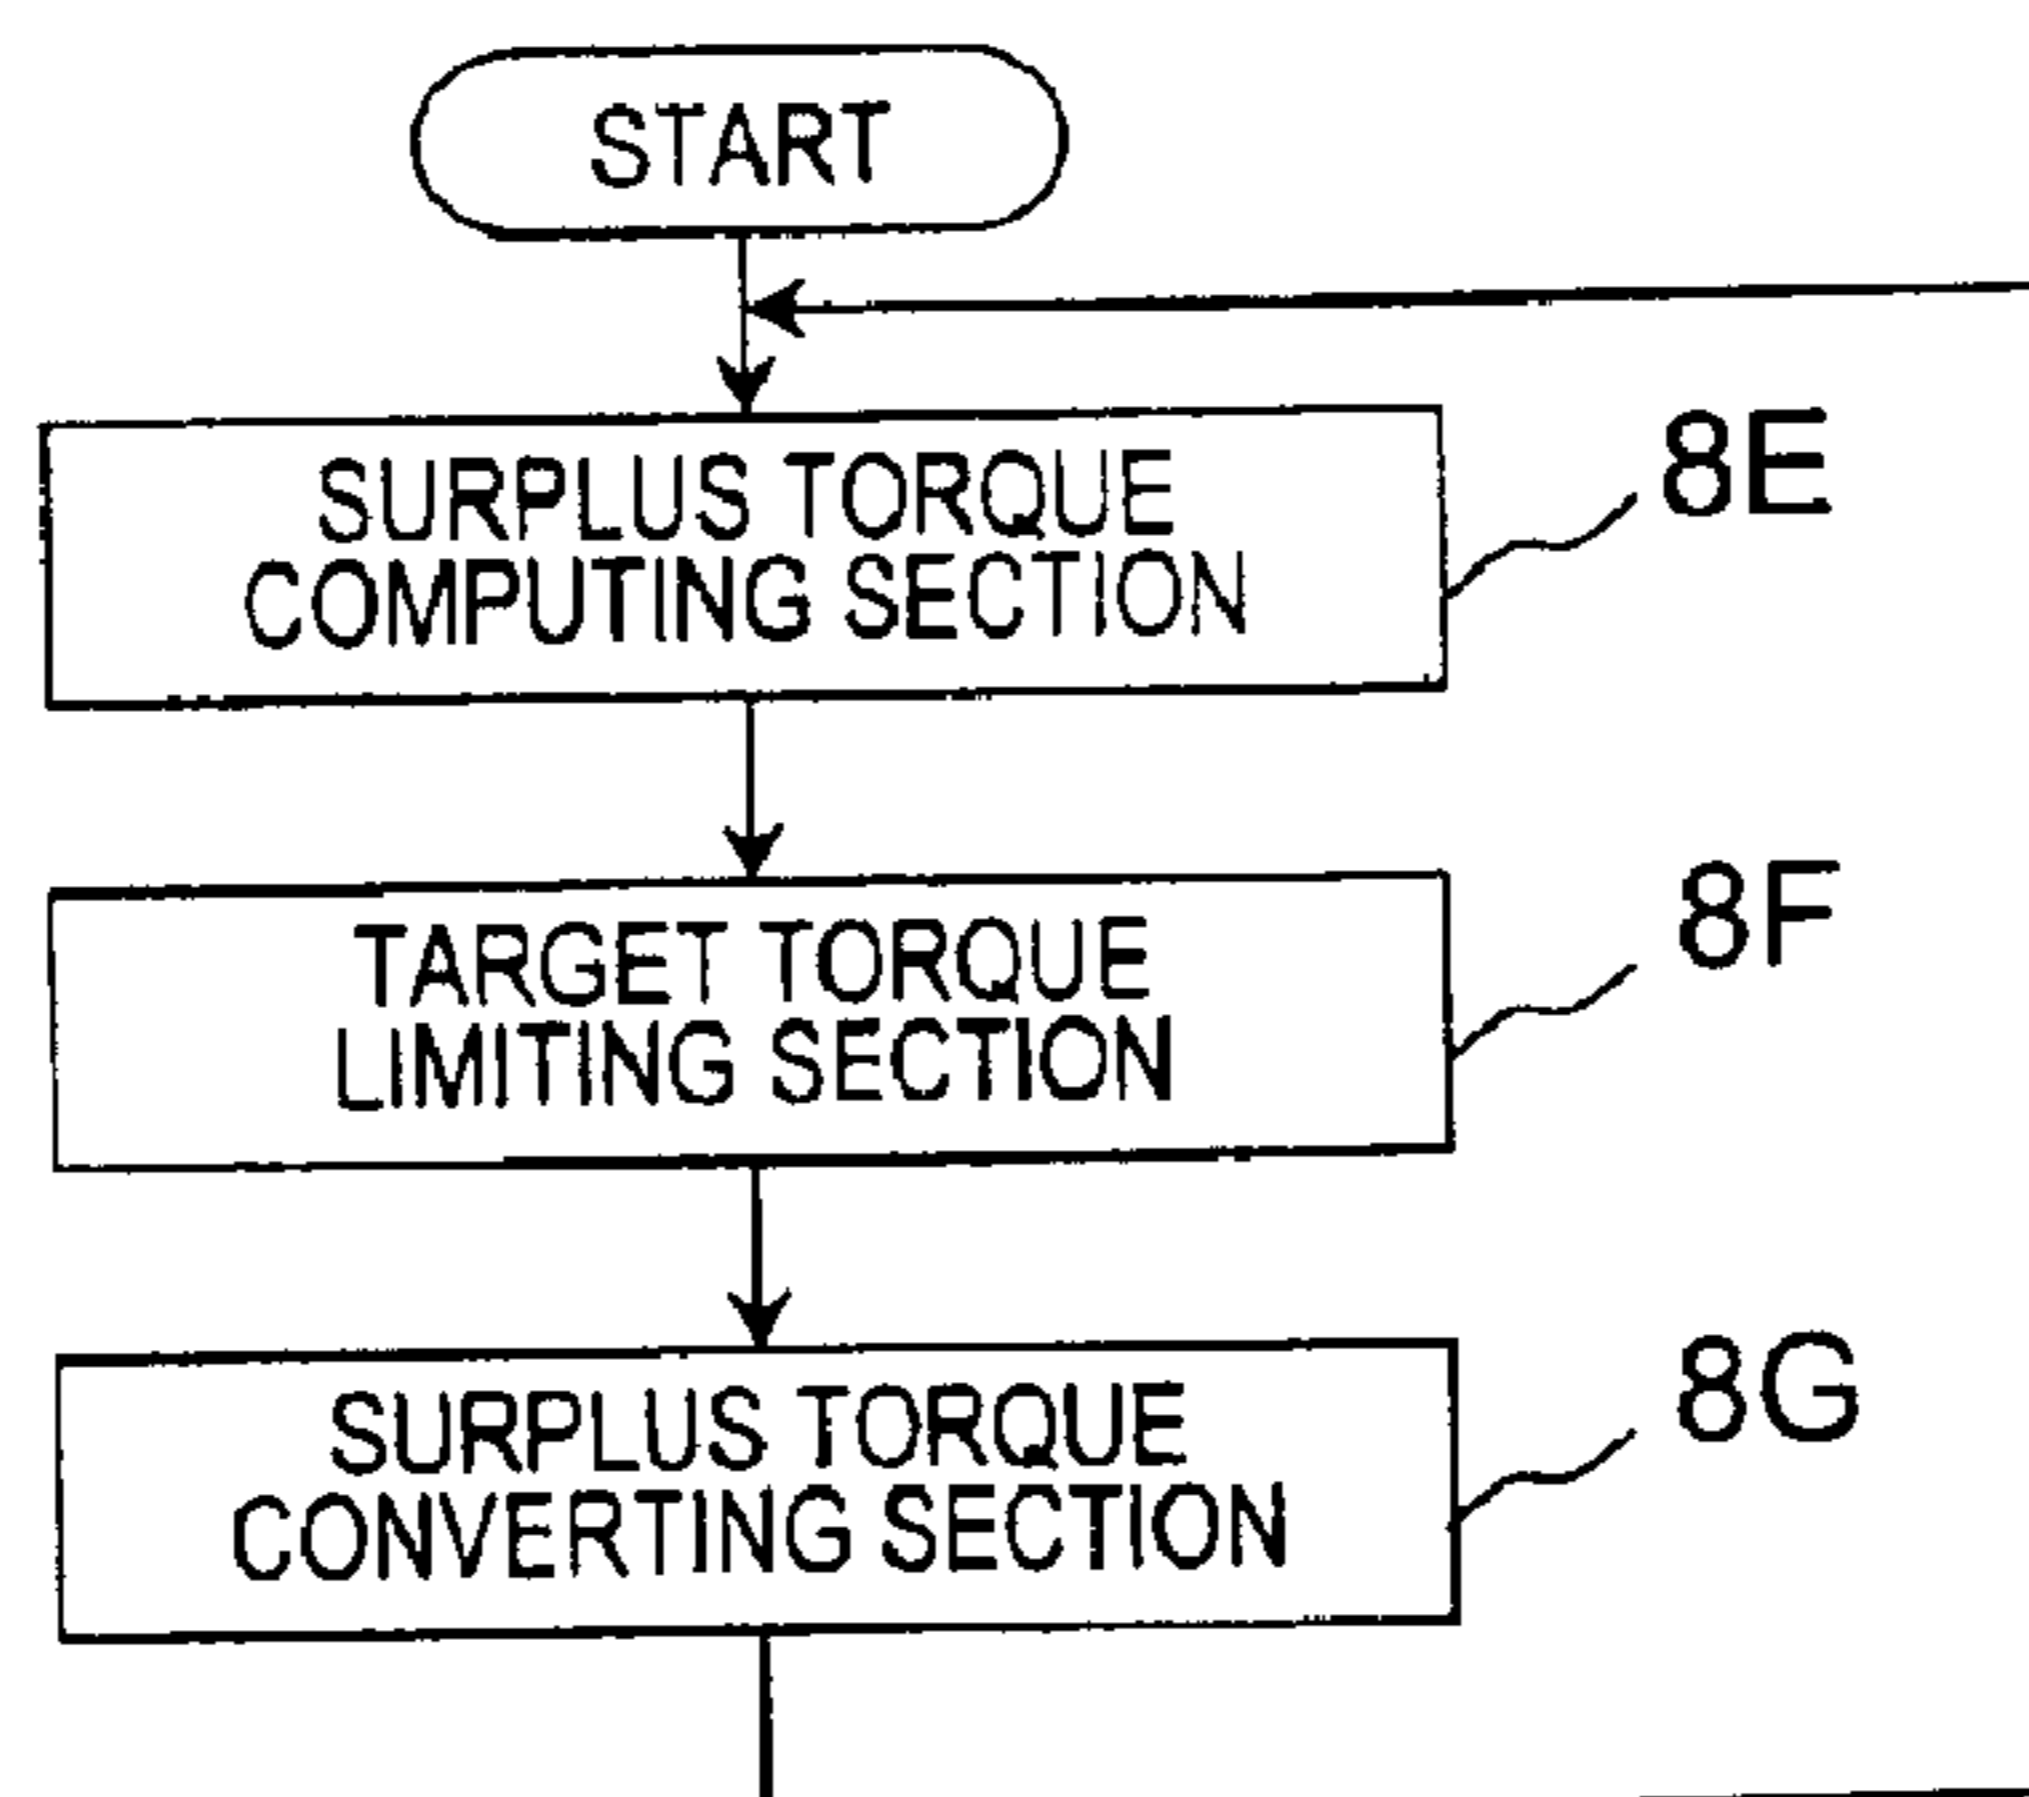 START
SURPLUS TORQUE
COMPUTING SECTION
8E
TARGET TORQUE
LIMITING SECTION
8F
SURPLUS TORQUE
CONVERTING SECTION
8G